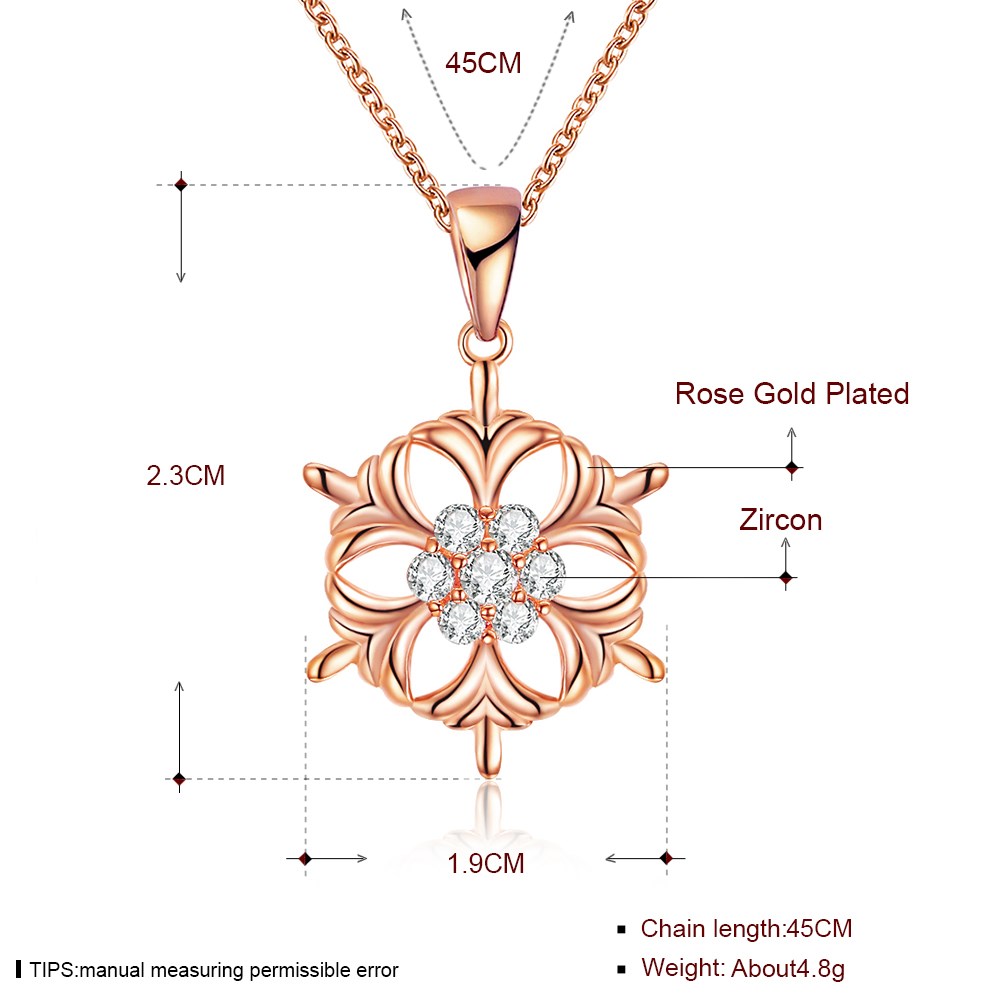 45CM
Rose Gold Plated
2.3CM
Zircon
1.9CM
Chain length:45CM
Weight: About4.8g
TIPS:manual measuring permissible error